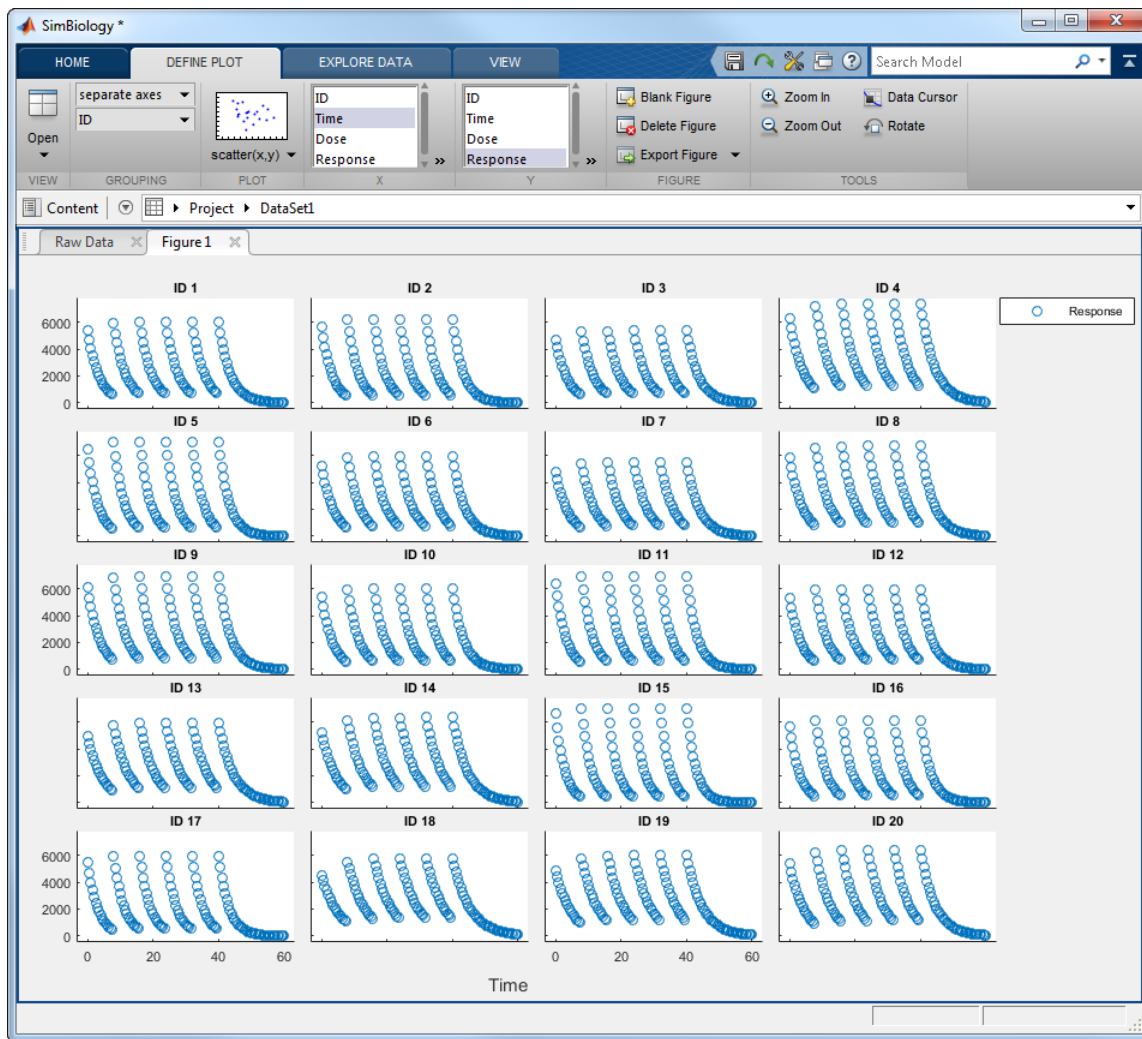 SimBiology *
HOME DEFINE PLOT EXPLORE DATA VIEW Search Model
separate axes
ID
Open
scatter(x,y)
ID
Time
Dose
Response
ID
Time
Dose
Response
Blank Figure
Delete Figure
Export Figure
Zoom In
Zoom Out
Data Cursor
Rotate
VIEW GROUPING PLOT X Y FIGURE TOOLS
Content Project DataSet1
Raw Data Figure 1
ID 1 ID 2 ID 3 ID 4
Response
6000
4000
2000
0
ID 5 ID 6 ID 7 ID 8
ID 9 ID 10 ID 11 ID 12
6000
4000
2000
0
ID 13 ID 14 ID 15 ID 16
ID 17 ID 18 ID 19 ID 20
6000
4000
2000
0
0 20 40 60 0 20 40 60
Time